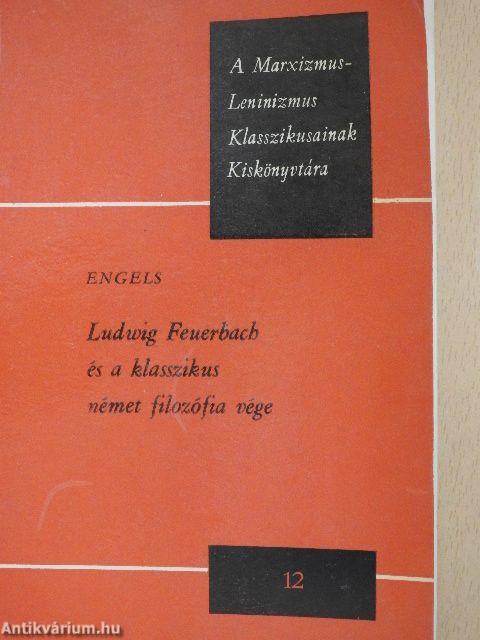 A Marxizmus-
Leninizmus
Klasszikusainak
Kiskönyvtára
ENGELS
Ludwig Feuerbach
és a klasszikus
német filozófia vége
12
Antikvárium.hu